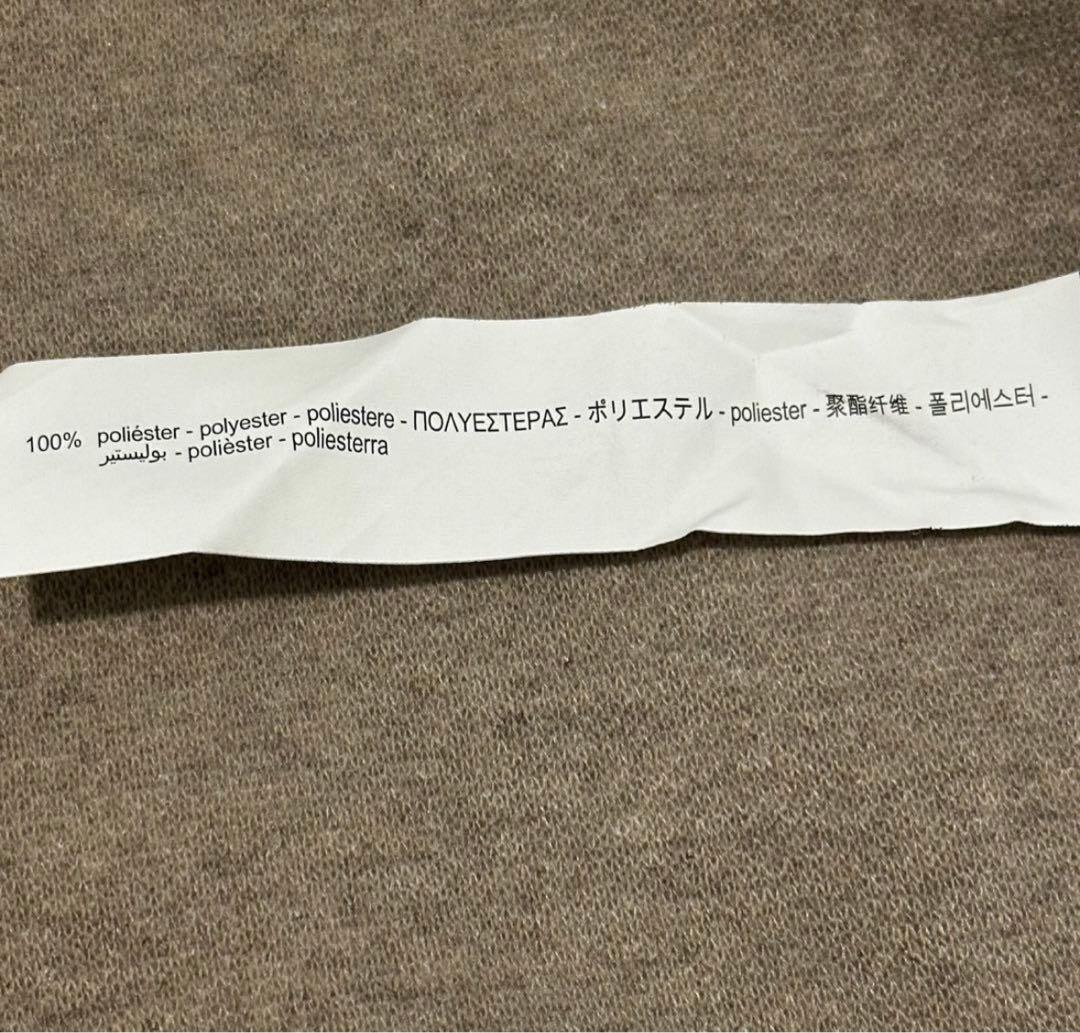 100% poliéster - polyester - poliestere - ΠΟΛΥΕΣΤΕΡΑΣ - ポリエステル - poliester - 聚酯纤维 - 폴리에스터 -
بوليستير - polièster - poliesterra